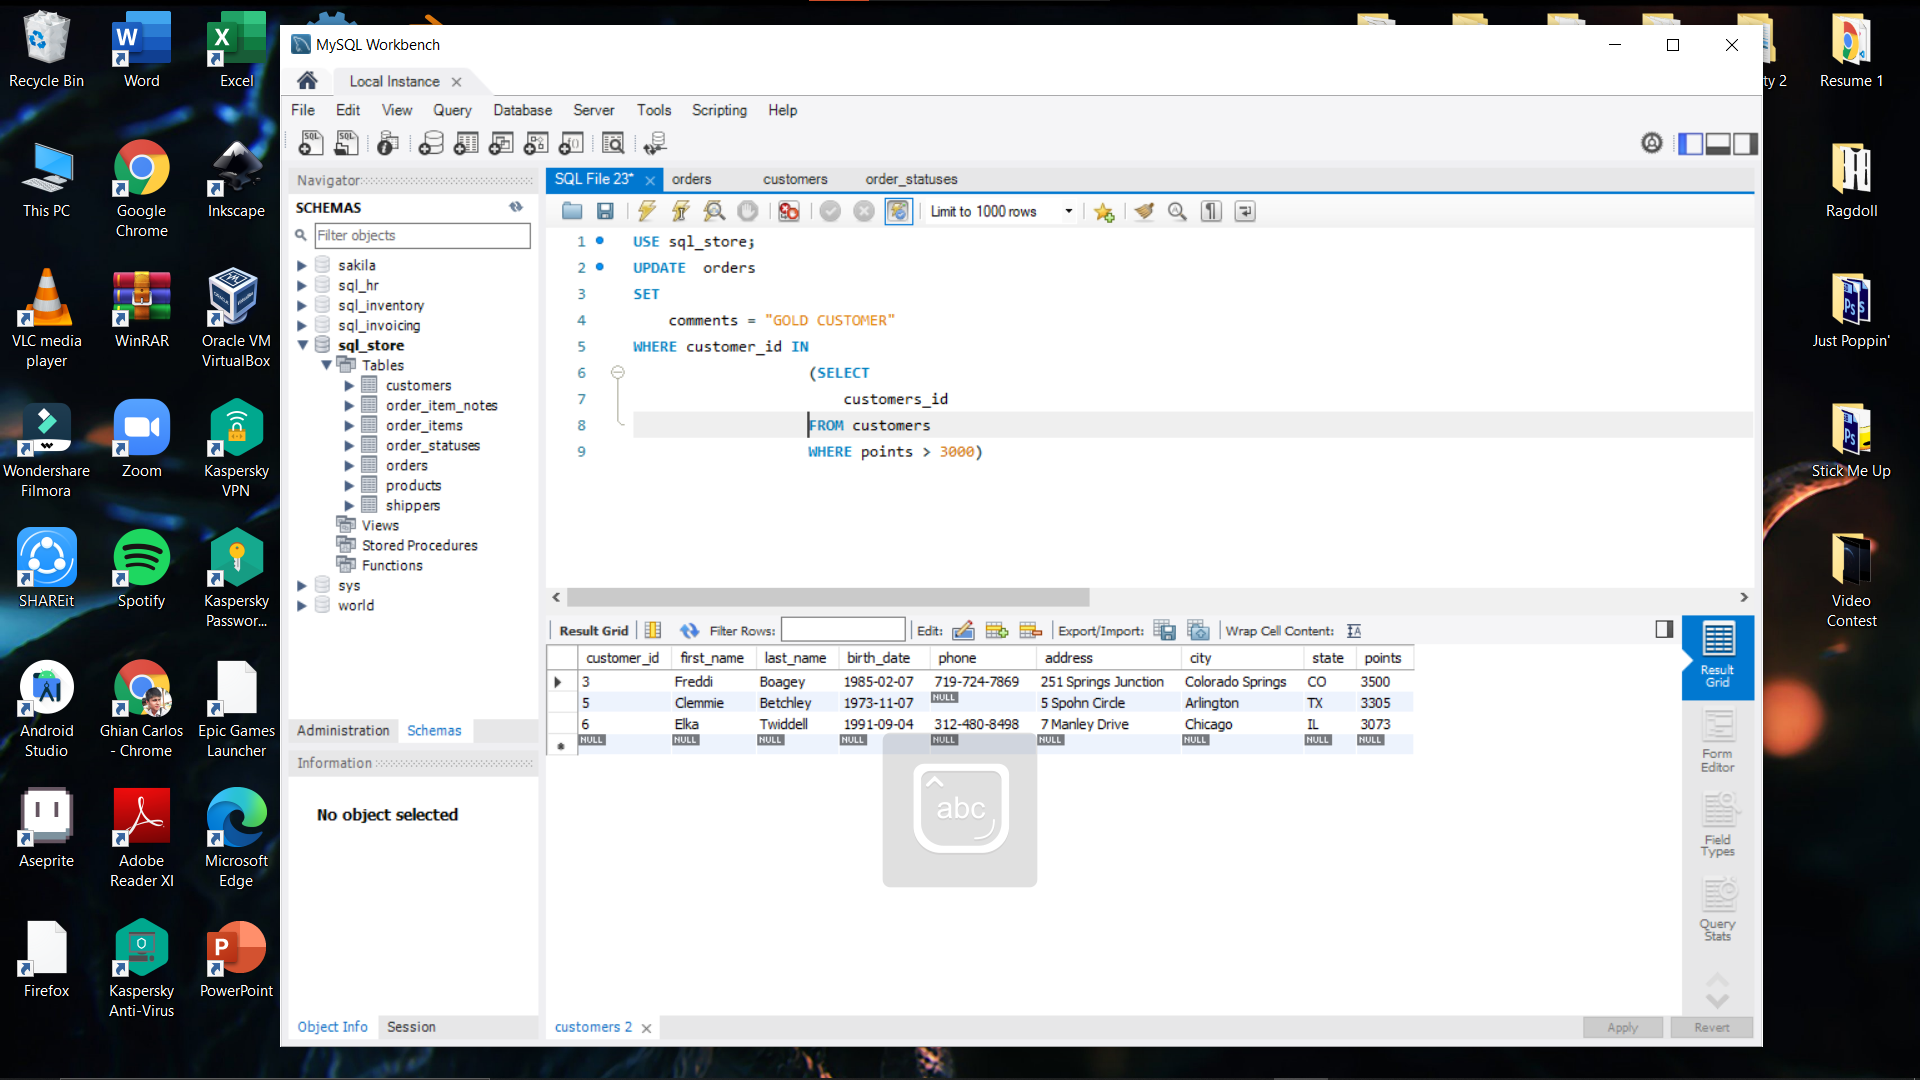 Recycle Bin
Word
Excel
This PC
Google
Chrome
Inkscape
VLC media
player
WinRAR
Oracle VM
VirtualBox
Wondershare
Filmora
Zoom
Kaspersky
VPN
SHAREit
Spotify
Kaspersky
Passwor...
Android
Studio
Ghian Carlos
- Chrome
Epic Games
Launcher
Aseprite
Adobe
Reader XI
Microsoft
Edge
Firefox
Kaspersky
Anti-Virus
PowerPoint
MySQL Workbench
Local Instance
File Edit View Query Database Server Tools Scripting Help
Navigator
SCHEMAS
Filter objects
sakila
sql_hr
sql_inventory
sql_invoicing
sql_store
Tables
customers
order_item_notes
order_items
order_statuses
orders
products
shippers
Views
Stored Procedures
Functions
sys
world
Administration Schemas
Information
No object selected
Object Info Session
SQL File 23* orders customers order_statuses
Limit to 1000 rows
1 USE sql_store;
2 UPDATE orders
3 SET
4 comments = "GOLD CUSTOMER"
5 WHERE customer_id IN
6 (SELECT
7 customers_id
8 FROM customers
9 WHERE points > 3000)
Result Grid Filter Rows: Edit: Export/Import: Wrap Cell Content: IA
customer_id first_name last_name birth_date phone address city state points
3 Freddi Boagey 1985-02-07 719-724-7869 251 Springs Junction Colorado Springs CO 3500
5 Clemmie Betchley 1973-11-07 NULL 5 Spohn Circle Arlington TX 3305
6 Elka Twiddell 1991-09-04 312-480-8498 7 Manley Drive Chicago IL 3073
NULL NULL NULL NULL NULL NULL NULL NULL NULL
abc
Result
Grid
Form
Editor
Field
Types
Query
Stats
customers 2
Apply Revert
ty 2
Resume 1
Ragdoll
Just Poppin'
Stick Me Up
Video
Contest